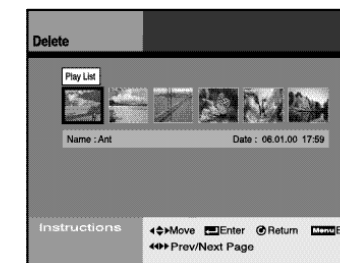 Delete
Play List
Name : Ant Date : 06.01.00 17:59
Instructions
Move Enter Return Menu
Prev/Next Page